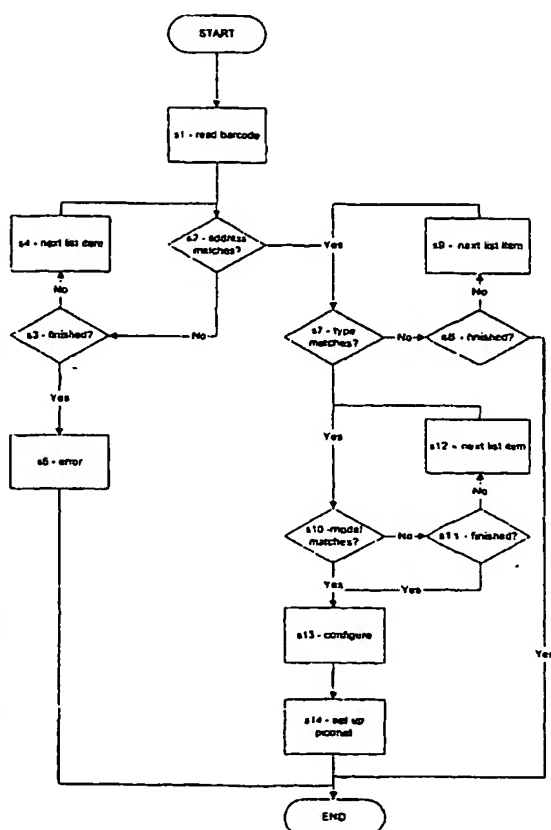 START
s1 - read barcode
s4 - next list item
s2 - address
matches?
Yes
s9 - next list item
No
No
s3 - finished?
No
s7 - type
matches?
No
s8 - finished?
Yes
Yes
s12 - next list item
s5 - error
No
s10 - model
matches?
No
s11 - finished?
Yes
Yes
s13 - configure
Yes
s14 - set up
piconet
END